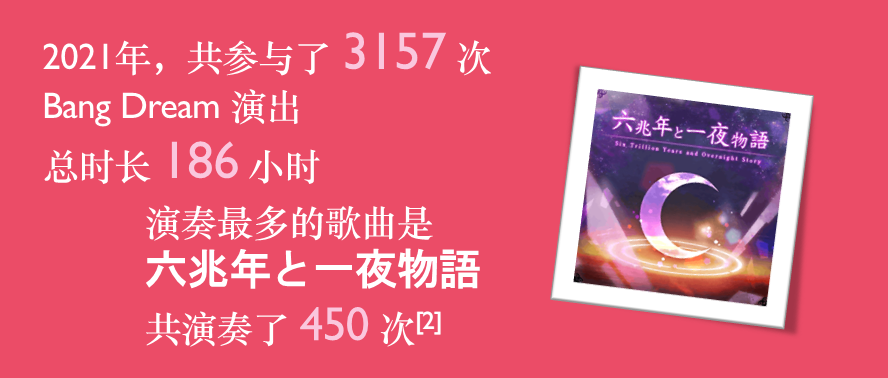 2021年，共参与了 3157 次
Bang Dream 演出
总时长 186 小时
演奏最多的歌曲是
六兆年と一夜物語
共演奏了 450 次[2]
六兆年と一夜物語
Six Trillion Years and Overnight Story